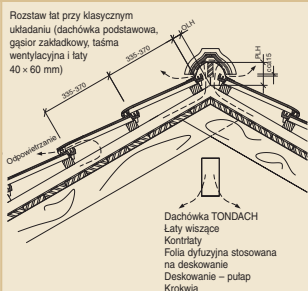 Rozstaw łat przy klasycznym
układaniu (dachówka podstawowa,
gąsior zakładkowy, taśma
wentylacyjna i łaty
40 × 60 mm)
OLH
PLH
335-370
335-370
Odpowietrzanie
Dachówka TONDACH
Łaty wiszące
Kontrłaty
Folia dyfuzyjna stosowana
na deskowanie
Deskowanie – pułap
Krokwia